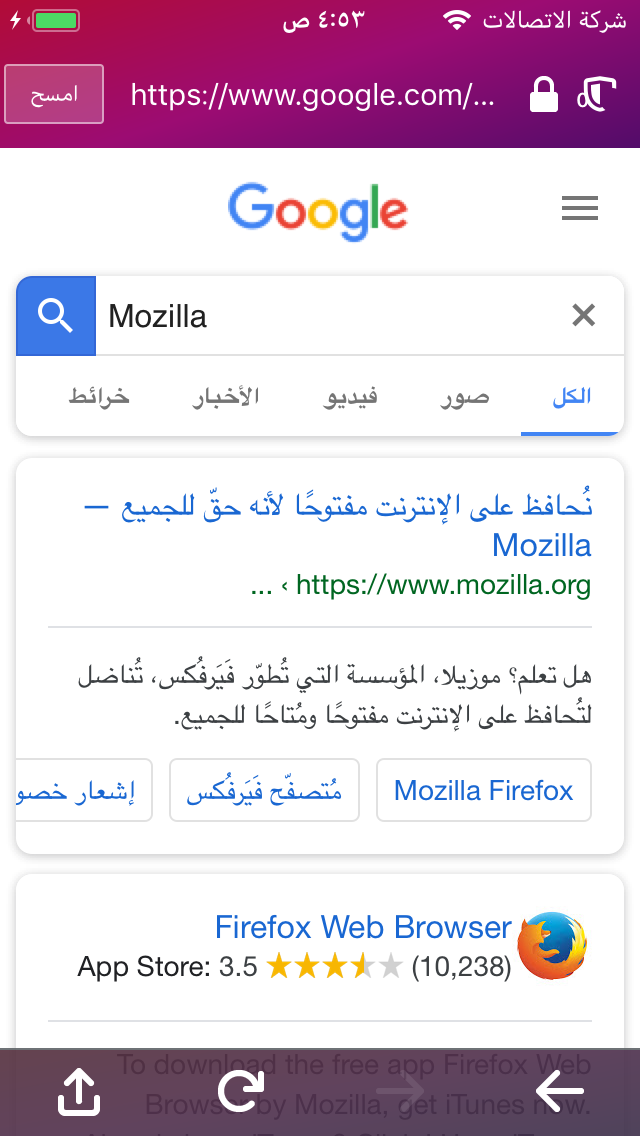 شركة الاتصالات ٤:٥٣ ص
امسح https://www.google.com/...
Google
Mozilla
الكل صور فيديو الأخبار خرائط
نُحافظ على الإنترنت مفتوحًا لأنه حقّ للجميع —
Mozilla
https://www.mozilla.org › ...
هل تعلم؟ موزيلا، المؤسسة التي تُطوّر فَيَرفُكس، تُناضل
لتُحافظ على الإنترنت مفتوحًا ومُتاحًا للجميع.
Mozilla Firefox مُتصفّح فَيَرفُكس إشعار خصو
Firefox Web Browser
App Store: 3.5 (10,238)
To download the free app Firefox Web
Browser by Mozilla, get iTunes now.